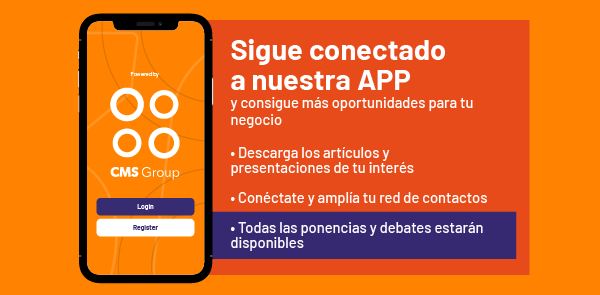 Powered by
CMS Group
Login
Register
Sigue conectado
a nuestra APP
y consigue más oportunidades para tu
negocio
• Descarga los artículos y
presentaciones de tu interés
• Conéctate y amplía tu red de contactos
• Todas las ponencias y debates estarán
disponibles